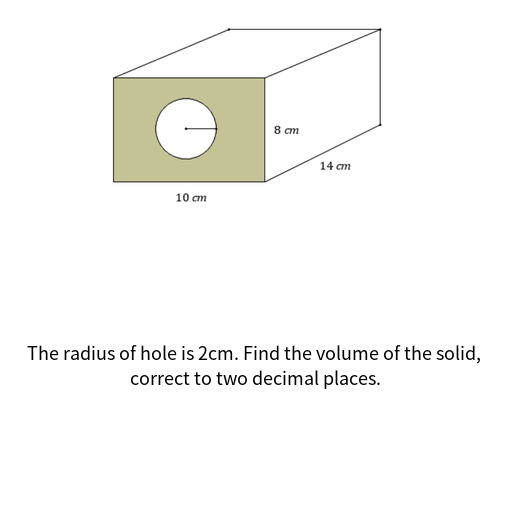 8 cm
14 cm
10 cm
The radius of hole is 2cm. Find the volume of the solid,
correct to two decimal places.